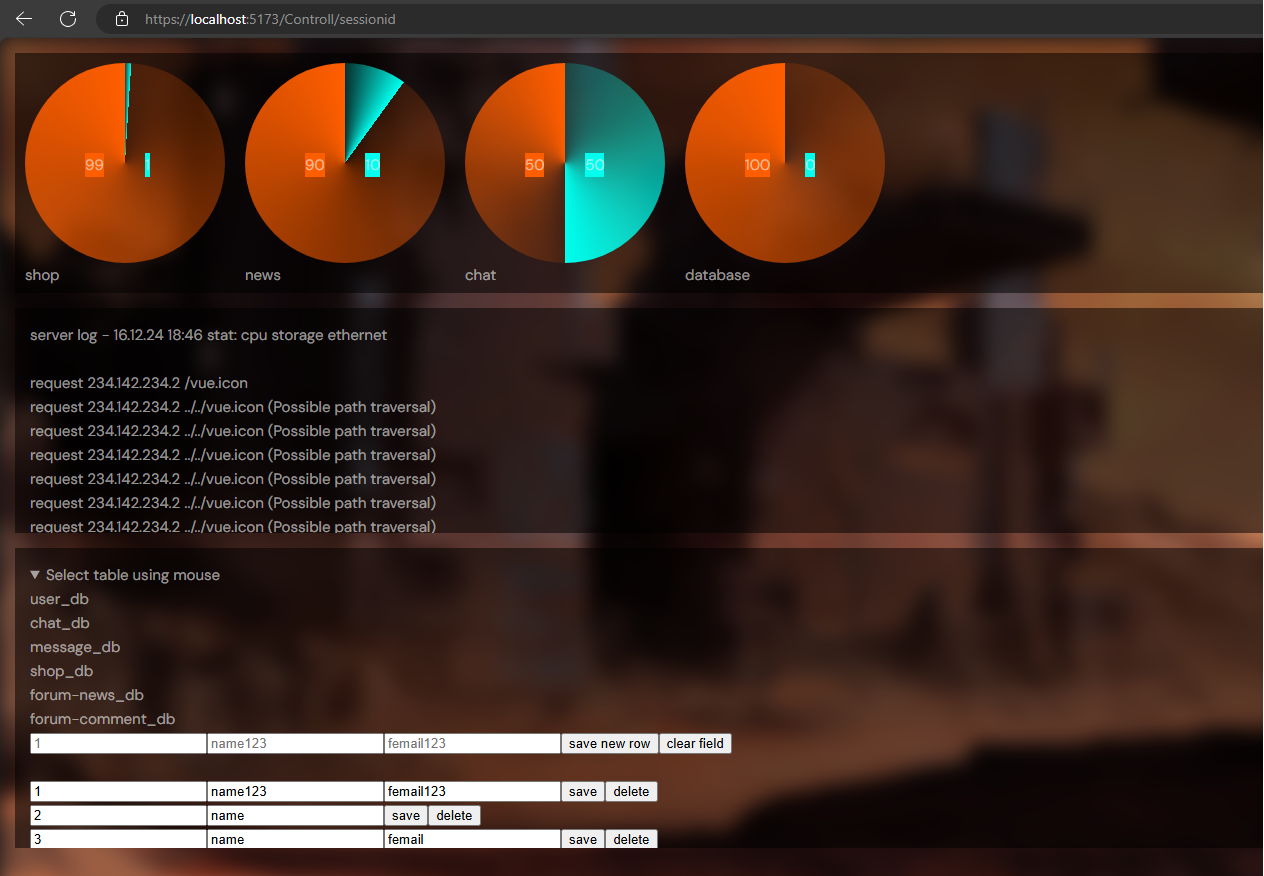 https://localhost:5173/Controll/sessionid
99 1 90 10 50 50 100 0
shop news chat database
server log - 16.12.24 18:46 stat: cpu storage ethernet
request 234.142.234.2 /vue.icon
request 234.142.234.2 ../../vue.icon (Possible path traversal)
request 234.142.234.2 ../../vue.icon (Possible path traversal)
request 234.142.234.2 ../../vue.icon (Possible path traversal)
request 234.142.234.2 ../../vue.icon (Possible path traversal)
request 234.142.234.2 ../../vue.icon (Possible path traversal)
request 234.142.234.2 ../../vue.icon (Possible path traversal)
▼ Select table using mouse
user_db
chat_db
message_db
shop_db
forum-news_db
forum-comment_db
1 name123 femail123 save new row clear field
1 name123 femail123 save delete
2 name save delete
3 name femail save delete